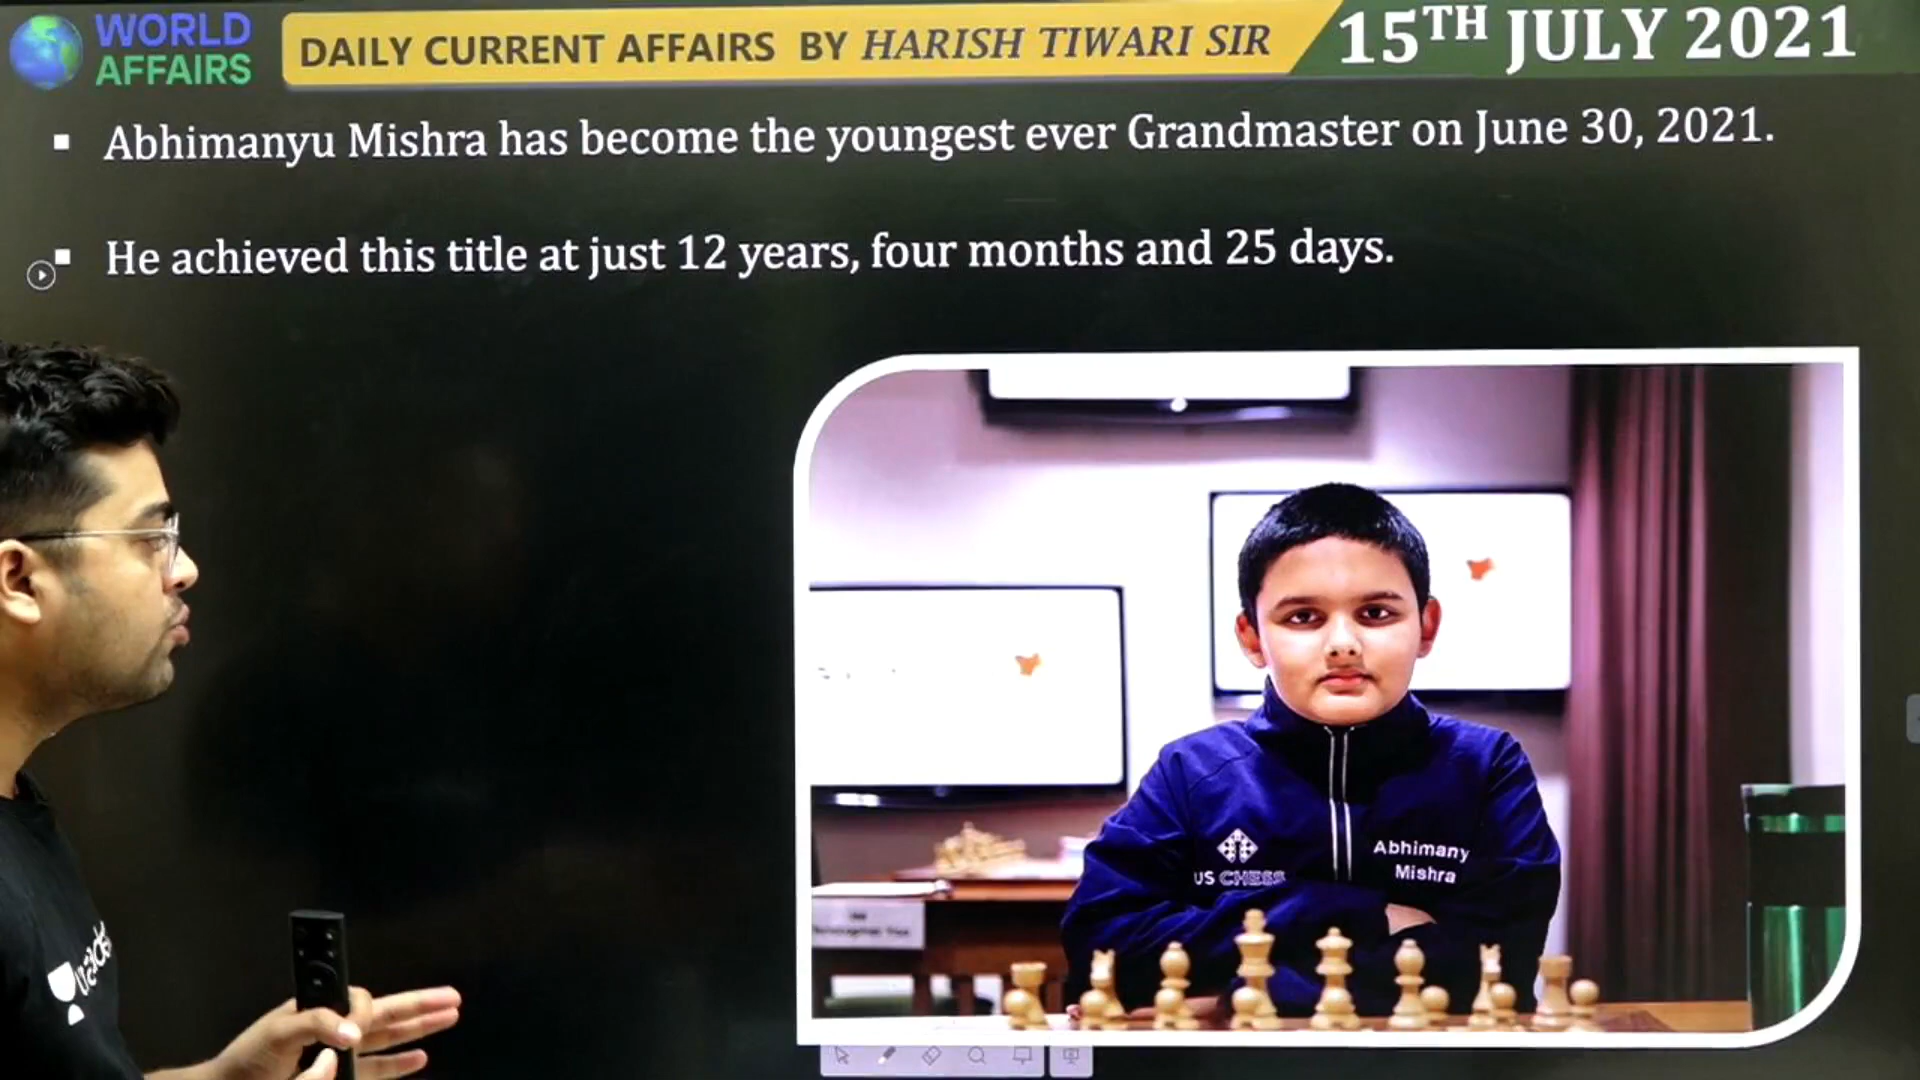 WORLD
AFFAIRS
DAILY CURRENT AFFAIRS BY HARISH TIWARI SIR
15TH JULY 2021
▪ Abhimanyu Mishra has become the youngest ever Grandmaster on June 30, 2021.
▪ He achieved this title at just 12 years, four months and 25 days.
US CHESS
Abhimany
Mishra